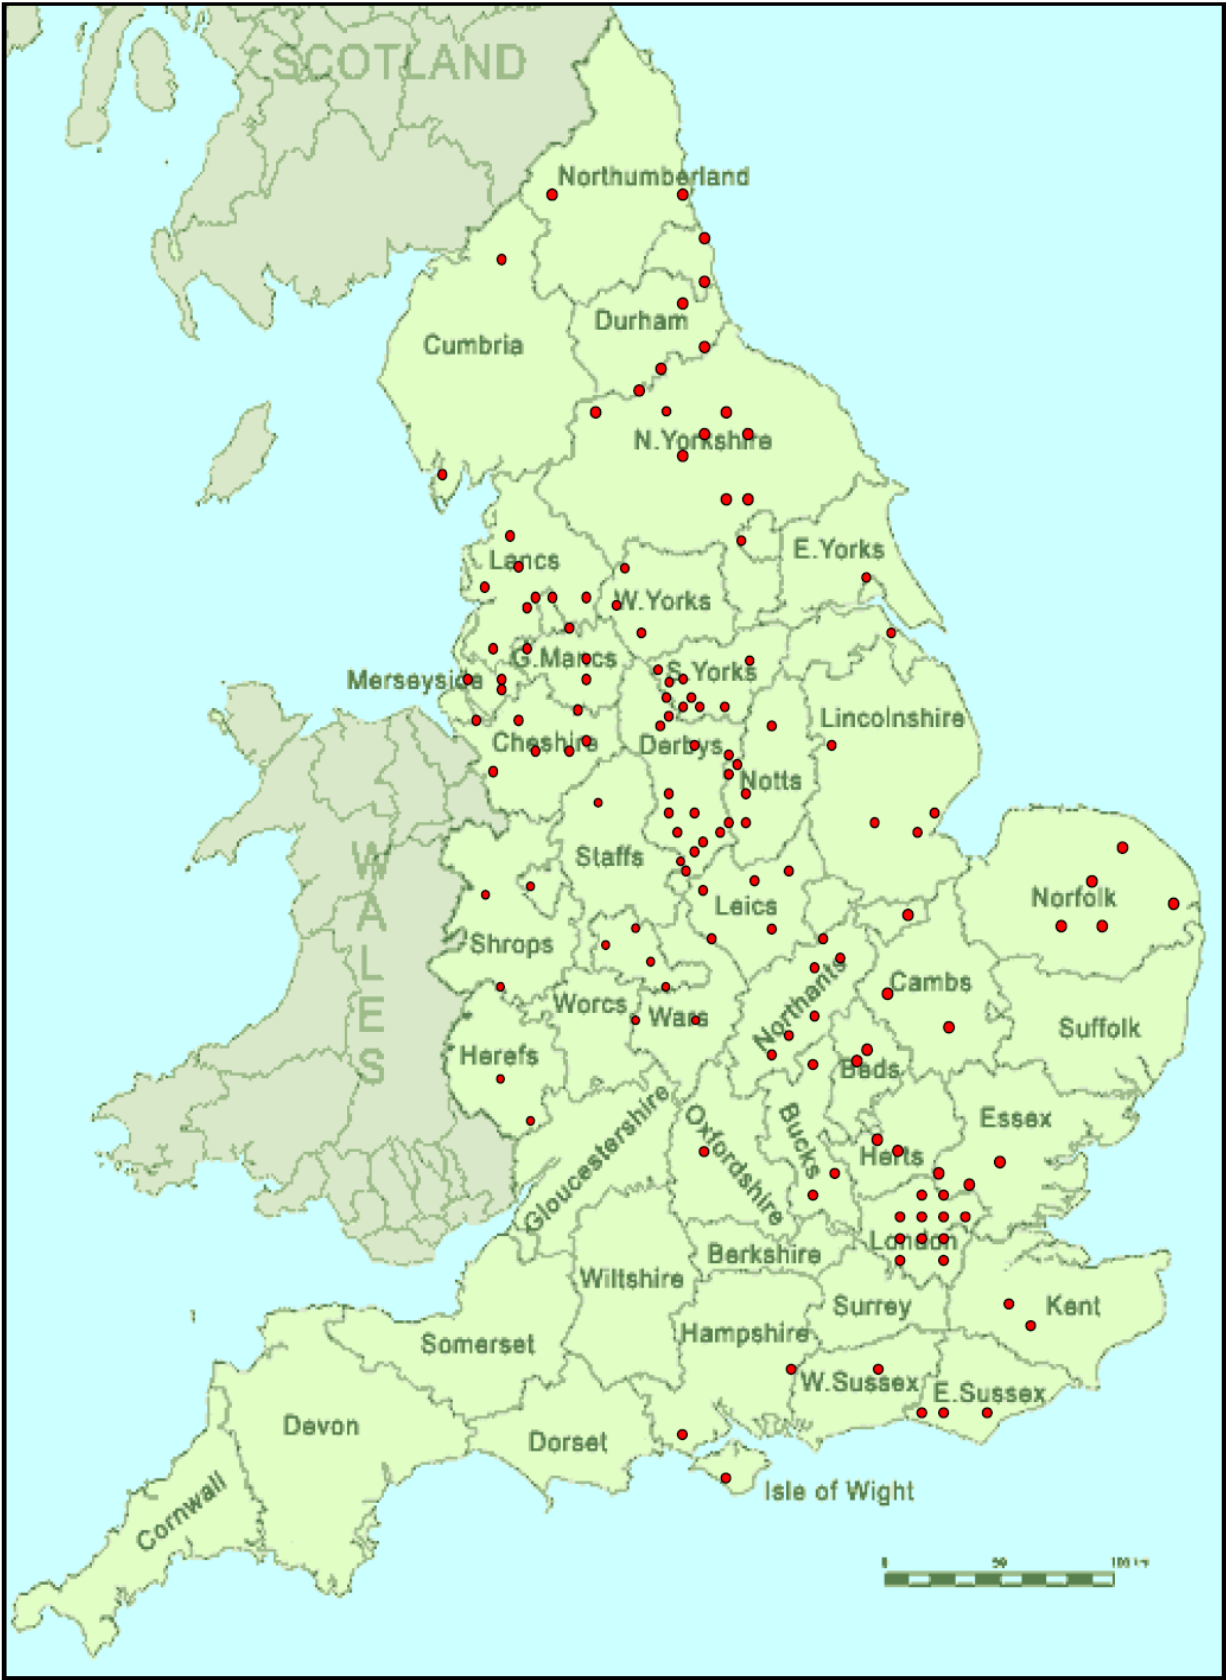 SCOTLAND
Northumberland
Durham
Cumbria
N.Yorkshire
E.Yorks
Lancs
W.Yorks
G.Mancs
S.Yorks
Merseyside
Lincolnshire
Cheshire
Derbys
Notts
WALES
Staffs
Norfolk
Leics
Shrops
Cambs
Northants
Worcs
Wars
Suffolk
Herefs
Beds
Essex
Bucks
Oxfordshire
Gloucestershire
Herts
London
Berkshire
Wiltshire
Surrey
Kent
Hampshire
Somerset
W.Sussex
E.Sussex
Devon
Dorset
Isle of Wight
Cornwall
0 50 100 km